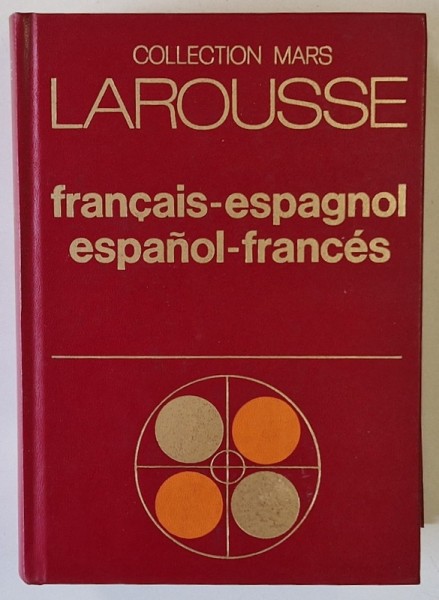 COLLECTION MARS
LAROUSSE
français-espagnol
español-francés